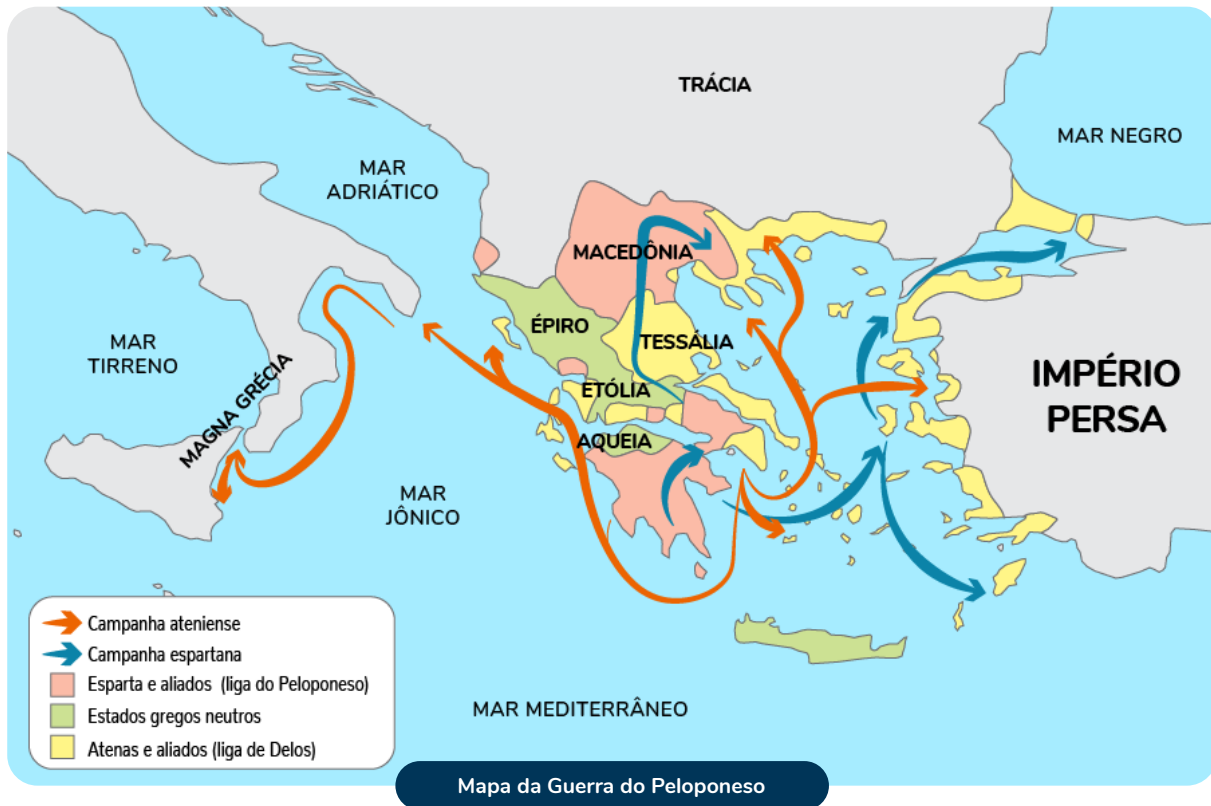 TRÁCIA
MAR NEGRO
MAR
ADRIÁTICO
MACEDÔNIA
ÉPIRO
TESSÁLIA
MAR
TIRRENO
MAGNA GRÉCIA
ETÓLIA
IMPÉRIO
PERSA
AQUEIA
MAR
JÔNICO
Campanha ateniense
Campanha espartana
Esparta e aliados (liga do Peloponeso)
Estados gregos neutros
Atenas e aliados (liga de Delos)
MAR MEDITERRÂNEO
Mapa da Guerra do Peloponeso